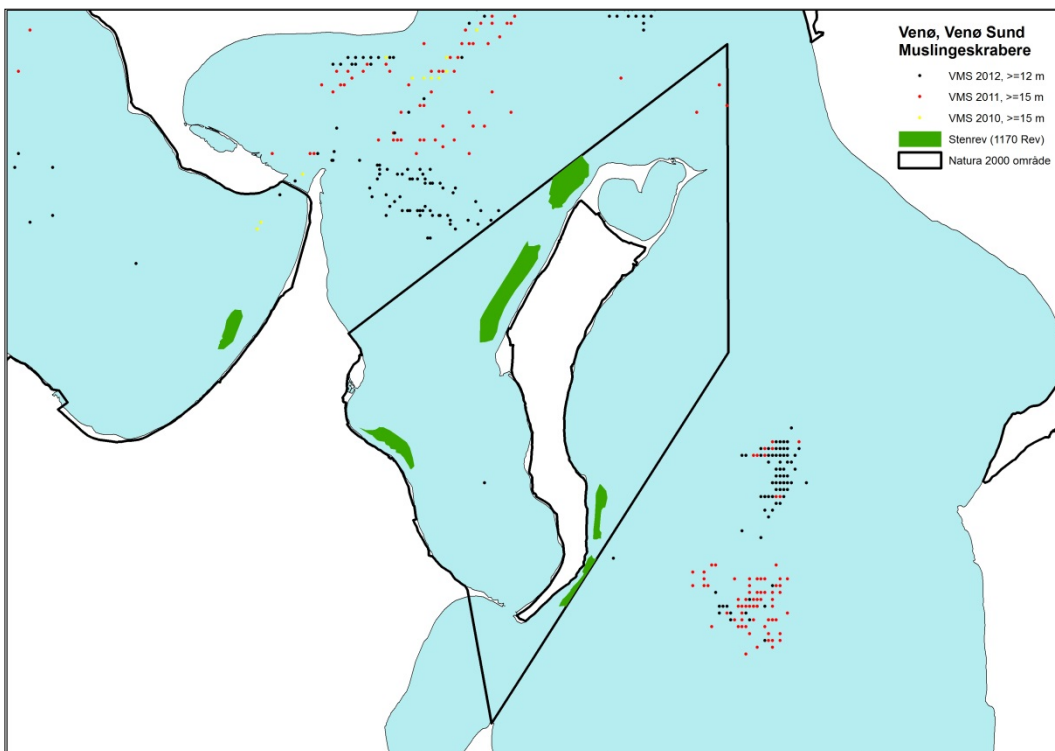 Venø, Venø Sund
Muslingeskrabere
VMS 2012, >=12 m
VMS 2011, >=15 m
VMS 2010, >=15 m
Stenrev (1170 Rev)
Natura 2000 område